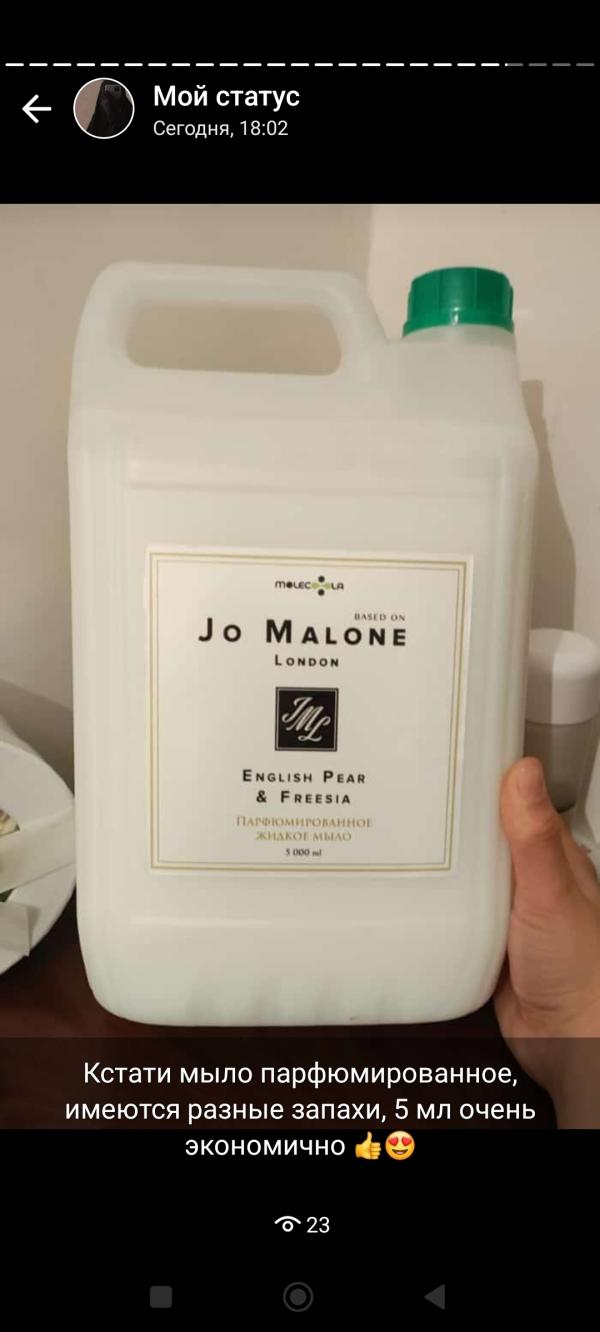 Мой статус
Сегодня, 18:02
MOLECOLA
BASED ON
JO MALONE
LONDON
JML
ENGLISH PEAR
& FREESIA
ПАРФЮМИРОВАННОЕ
ЖИДКОЕ МЫЛО
5 000 ml
Кстати мыло парфюмированное,
имеются разные запахи, 5 мл очень
экономично 👍😍
23